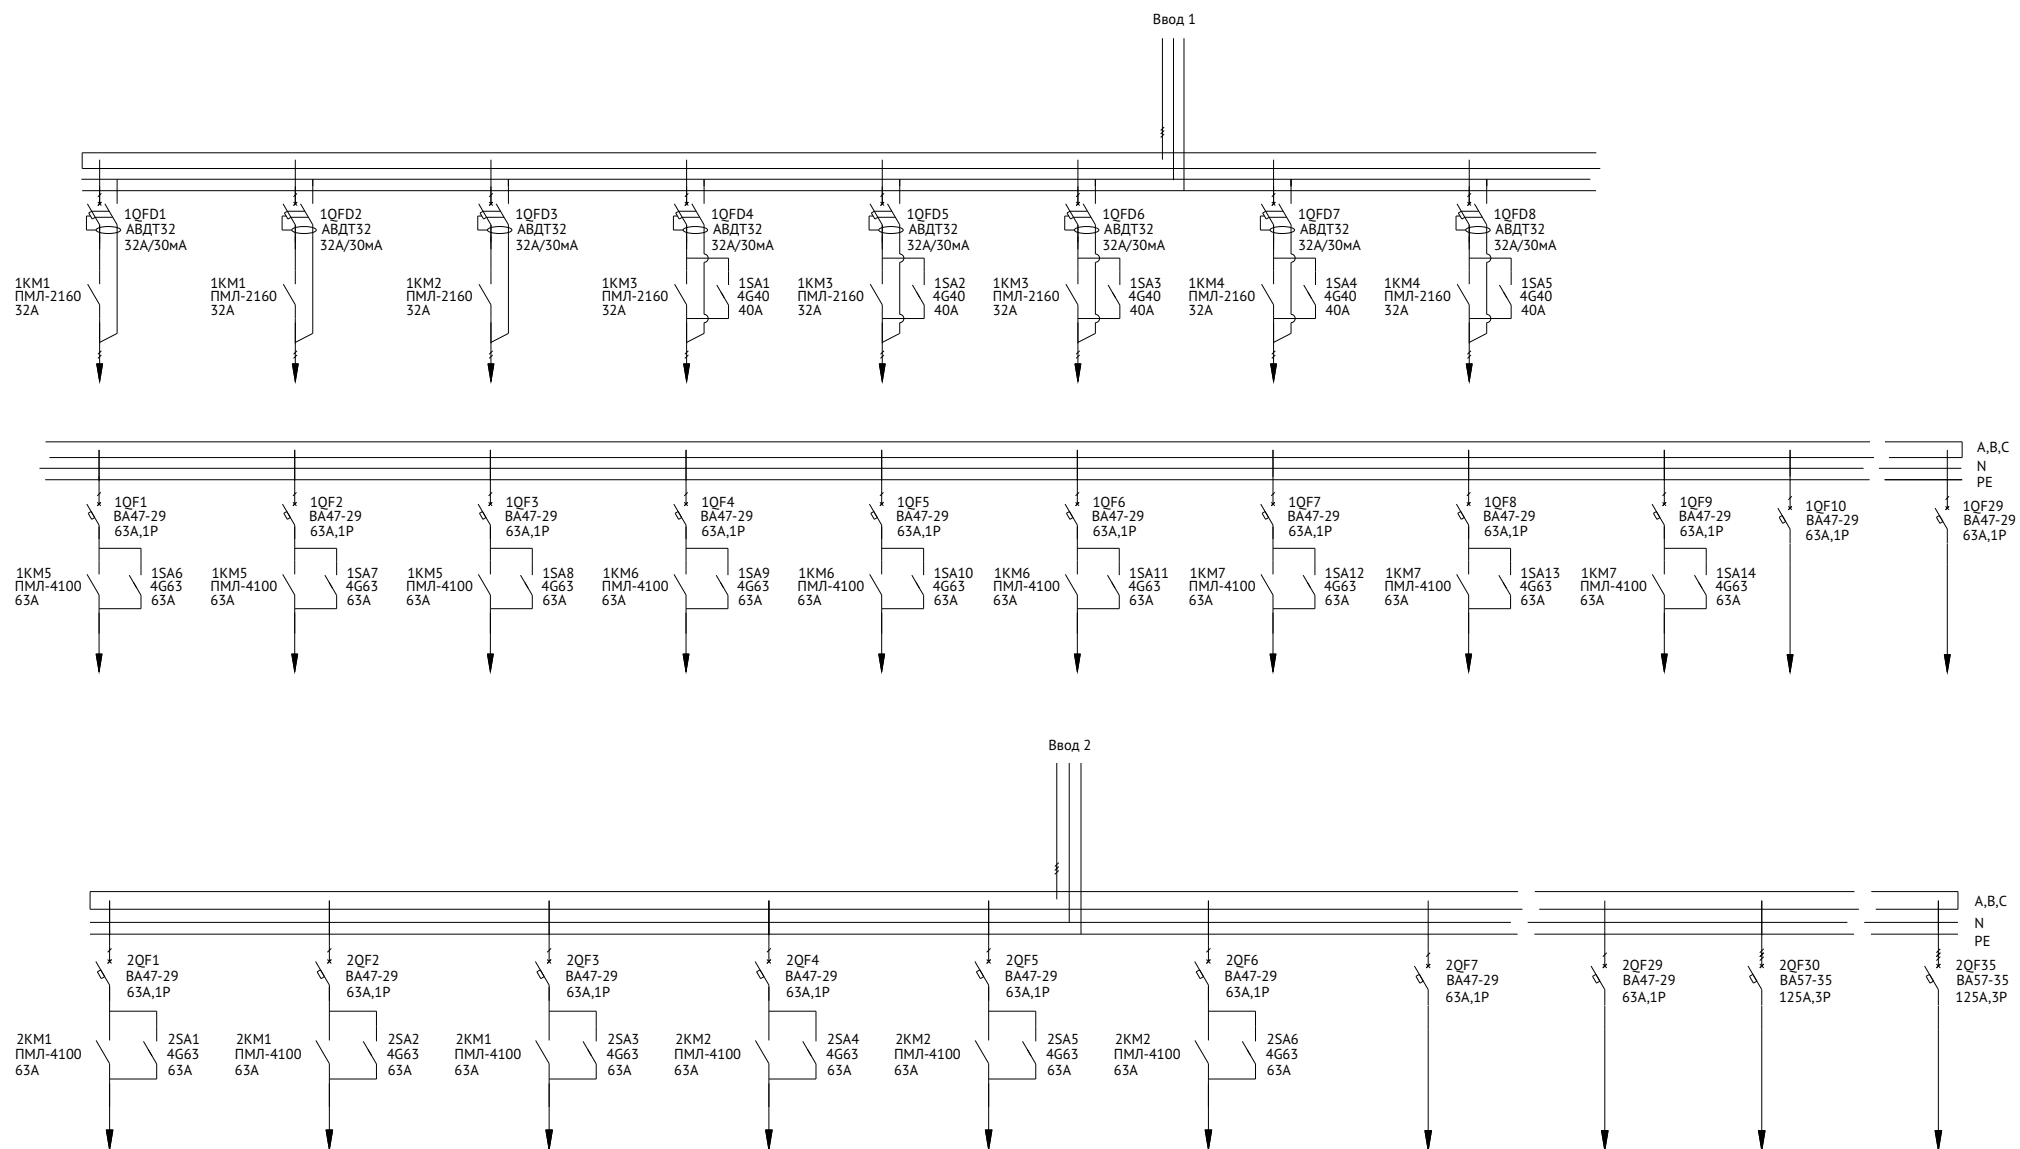 Ввод 1
1QFD1
АВДТ32
32А/30мА
1QFD2
АВДТ32
32А/30мА
1QFD3
АВДТ32
32А/30мА
1QFD4
АВДТ32
32А/30мА
1QFD5
АВДТ32
32А/30мА
1QFD6
АВДТ32
32А/30мА
1QFD7
АВДТ32
32А/30мА
1QFD8
АВДТ32
32А/30мА
1КМ1
ПМЛ-2160
32А
1КМ1
ПМЛ-2160
32А
1КМ2
ПМЛ-2160
32А
1КМ3
ПМЛ-2160
32А
1SA1
4G40
40А
1КМ3
ПМЛ-2160
32А
1SA2
4G40
40А
1КМ3
ПМЛ-2160
32А
1SA3
4G40
40А
1КМ4
ПМЛ-2160
32А
1SA4
4G40
40А
1КМ4
ПМЛ-2160
32А
1SA5
4G40
40А
A,B,C
N
PE
1QF1
ВА47-29
63А,1Р
1QF2
ВА47-29
63А,1Р
1QF3
ВА47-29
63А,1Р
1QF4
ВА47-29
63А,1Р
1QF5
ВА47-29
63А,1Р
1QF6
ВА47-29
63А,1Р
1QF7
ВА47-29
63А,1Р
1QF8
ВА47-29
63А,1Р
1QF9
ВА47-29
63А,1Р
1QF10
ВА47-29
63А,1Р
1QF29
ВА47-29
63А,1Р
1КМ5
ПМЛ-4100
63А
1SA6
4G63
63А
1КМ5
ПМЛ-4100
63А
1SA7
4G63
63А
1КМ5
ПМЛ-4100
63А
1SA8
4G63
63А
1КМ6
ПМЛ-4100
63А
1SA9
4G63
63А
1КМ6
ПМЛ-4100
63А
1SA10
4G63
63А
1КМ6
ПМЛ-4100
63А
1SA11
4G63
63А
1КМ7
ПМЛ-4100
63А
1SA12
4G63
63А
1КМ7
ПМЛ-4100
63А
1SA13
4G63
63А
1КМ7
ПМЛ-4100
63А
1SA14
4G63
63А
Ввод 2
A,B,C
N
PE
2QF1
ВА47-29
63А,1Р
2QF2
ВА47-29
63А,1Р
2QF3
ВА47-29
63А,1Р
2QF4
ВА47-29
63А,1Р
2QF5
ВА47-29
63А,1Р
2QF6
ВА47-29
63А,1Р
2QF7
ВА47-29
63А,1Р
2QF29
ВА47-29
63А,1Р
2QF30
ВА57-35
125А,3Р
2QF35
ВА57-35
125А,3Р
2КМ1
ПМЛ-4100
63А
2SA1
4G63
63А
2КМ1
ПМЛ-4100
63А
2SA2
4G63
63А
2КМ1
ПМЛ-4100
63А
2SA3
4G63
63А
2КМ2
ПМЛ-4100
63А
2SA4
4G63
63А
2КМ2
ПМЛ-4100
63А
2SA5
4G63
63А
2КМ2
ПМЛ-4100
63А
2SA6
4G63
63А